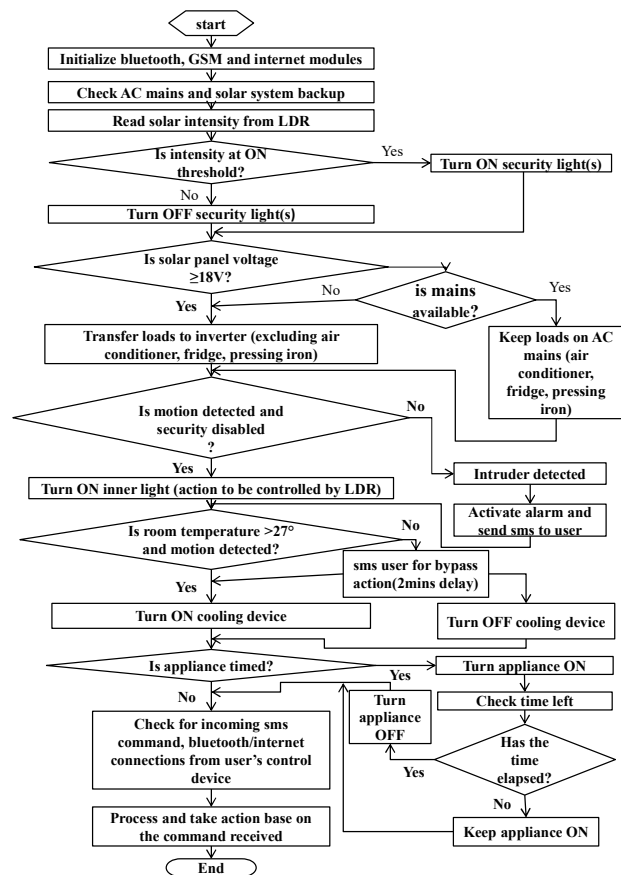 start
Initialize bluetooth, GSM and internet modules
Check AC mains and solar system backup
Read solar intensity from LDR
Is intensity at ON
threshold?
Yes
Turn ON security light(s)
No
Turn OFF security light(s)
Is solar panel voltage
≥18V?
No
is mains
available?
Yes
Yes
Transfer loads to inverter (excluding air
conditioner, fridge, pressing iron)
Keep loads on AC
mains (air
conditioner,
fridge, pressing
iron)
Is motion detected and
security disabled
?
No
Yes
Intruder detected
Turn ON inner light (action to be controlled by LDR)
Activate alarm and
send sms to user
Is room temperature >27°
and motion detected?
No
sms user for bypass
action(2mins delay)
Yes
Turn ON cooling device
Turn OFF cooling device
Is appliance timed?
Turn appliance ON
Yes
No
Check time left
Turn
appliance
OFF
Check for incoming sms
command, bluetooth/internet
connections from user's control
device
Has the
time
elapsed?
Yes
No
Process and take action base on
the command received
Keep appliance ON
End